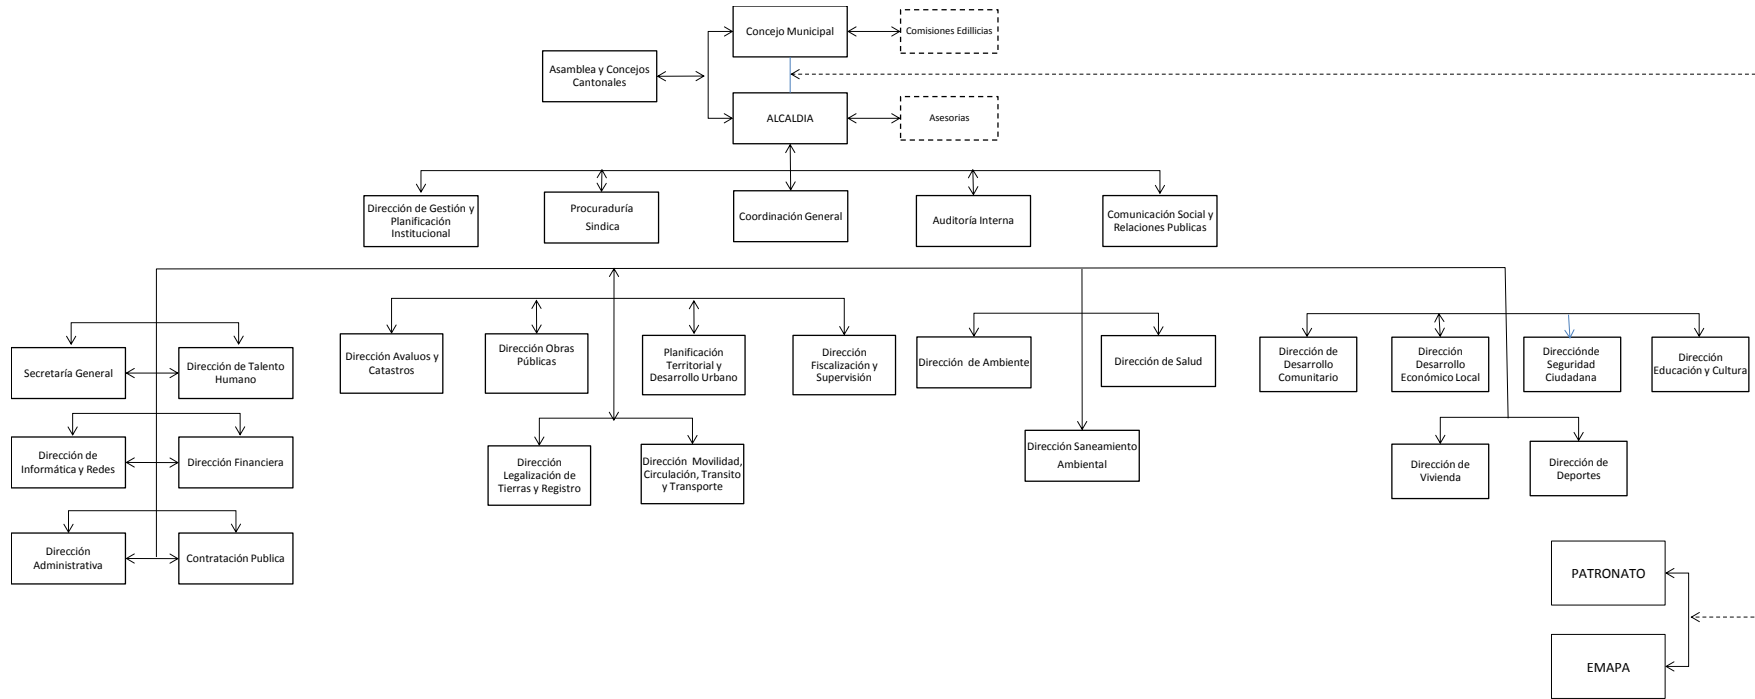 Concejo Municipal
Comisiones Edillicias
Asamblea y Concejos
Cantonales
ALCALDIA
Asesorias
Dirección de Gestión y
Planificación
Institucional
Procuraduría
Sindica
Coordinación General
Auditoría Interna
Comunicación Social y
Relaciones Publicas
Secretaría General
Dirección de Talento
Humano
Dirección Avaluos y
Catastros
Dirección Obras
Públicas
Planificación
Territorial y
Desarrollo Urbano
Dirección
Fiscalización y
Supervisión
Dirección de Ambiente
Dirección de Salud
Dirección de
Desarrollo
Comunitario
Dirección
Desarrollo
Económico Local
Direcciónde
Seguridad
Ciudadana
Dirección
Educación y Cultura
Dirección de
Informática y Redes
Dirección Financiera
Dirección
Legalización de
Tierras y Registro
Dirección Movilidad,
Circulación, Transito
y Transporte
Dirección Saneamiento
Ambiental
Dirección de
Vivienda
Dirección de
Deportes
Dirección
Administrativa
Contratación Publica
PATRONATO
EMAPA